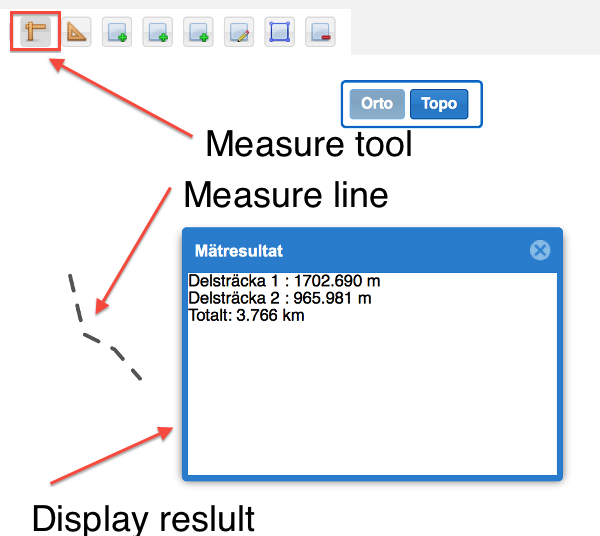 Orto
Topo
Measure tool
Measure line
Mätresultat
Delsträcka 1 : 1702.690 m
Delsträcka 2 : 965.981 m
Totalt: 3.766 km
Display reslult